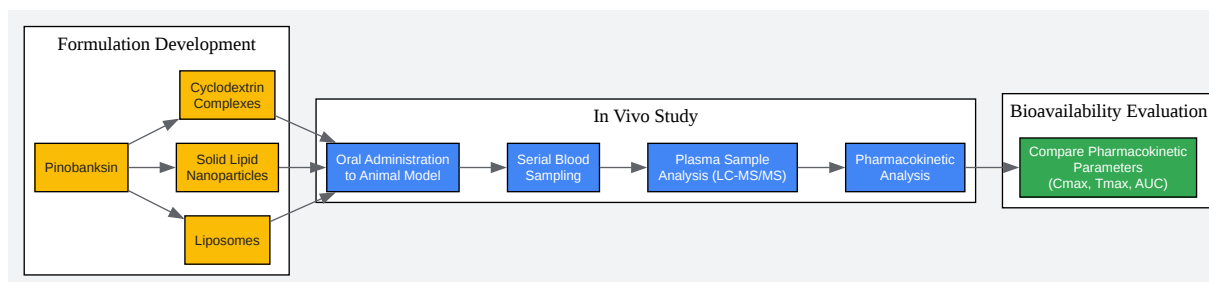 Formulation Development
Pinobanksin
Cyclodextrin
Complexes
Solid Lipid
Nanoparticles
Liposomes
In Vivo Study
Oral Administration
to Animal Model
Serial Blood
Sampling
Plasma Sample
Analysis (LC-MS/MS)
Pharmacokinetic
Analysis
Bioavailability Evaluation
Compare Pharmacokinetic
Parameters
(Cmax, Tmax, AUC)